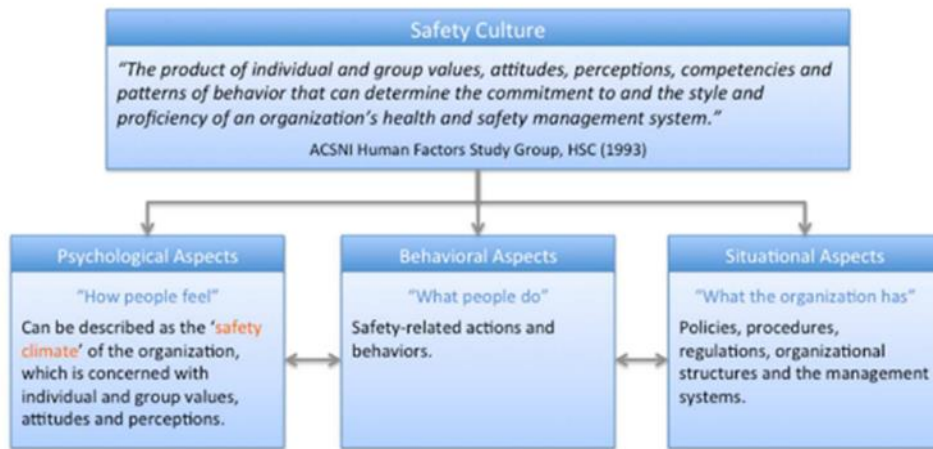 Safety Culture
“The product of individual and group values, attitudes, perceptions, competencies and
patterns of behavior that can determine the commitment to and the style and
proficiency of an organization’s health and safety management system.”
ACSNI Human Factors Study Group, HSC (1993)
Psychological Aspects
“How people feel”
Can be described as the ‘safety
climate’ of the organization,
which is concerned with
individual and group values,
attitudes and perceptions.
Behavioral Aspects
“What people do”
Safety-related actions and
behaviors.
Situational Aspects
“What the organization has”
Policies, procedures,
regulations, organizational
structures and the management
systems.